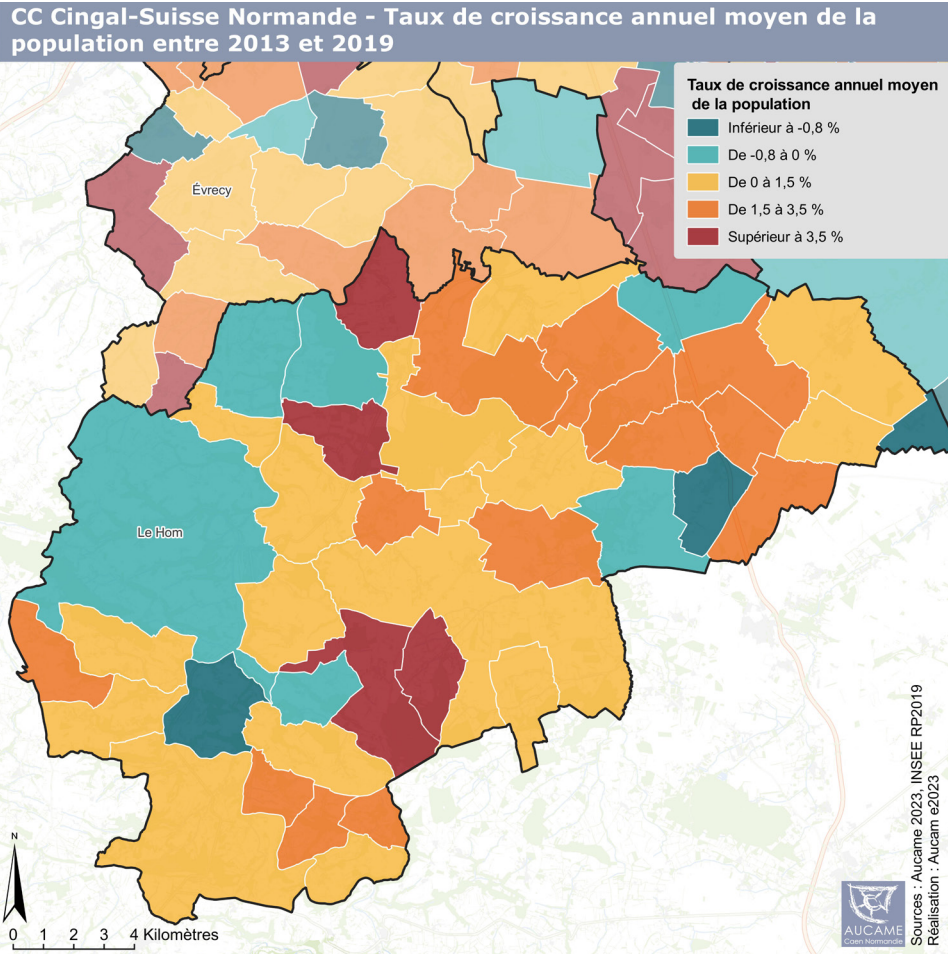 CC Cingal-Suisse Normande - Taux de croissance annuel moyen de la
population entre 2013 et 2019
Taux de croissance annuel moyen
de la population
Inférieur à -0,8 %
De -0,8 à 0 %
De 0 à 1,5 %
De 1,5 à 3,5 %
Supérieur à 3,5 %
Évrecy
Le Hom
N
0 1 2 3 4 Kilomètres
Sources : Aucame 2023, INSEE RP2019
Réalisation : Aucam e2023
AUCAME
Caen Normandie